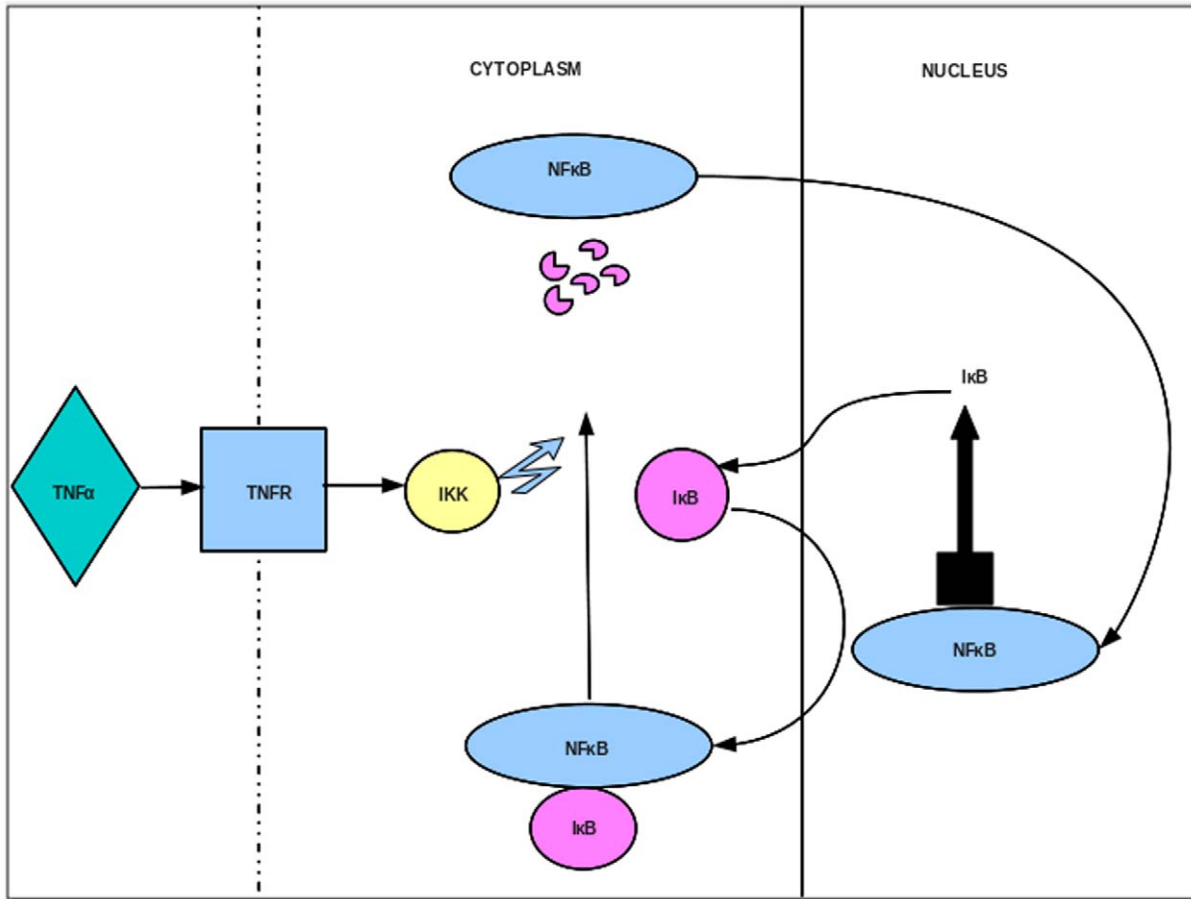 CYTOPLASM
NUCLEUS
NFκB
IκB
TNFα
TNFR
IKK
IκB
NFκB
NFκB
IκB